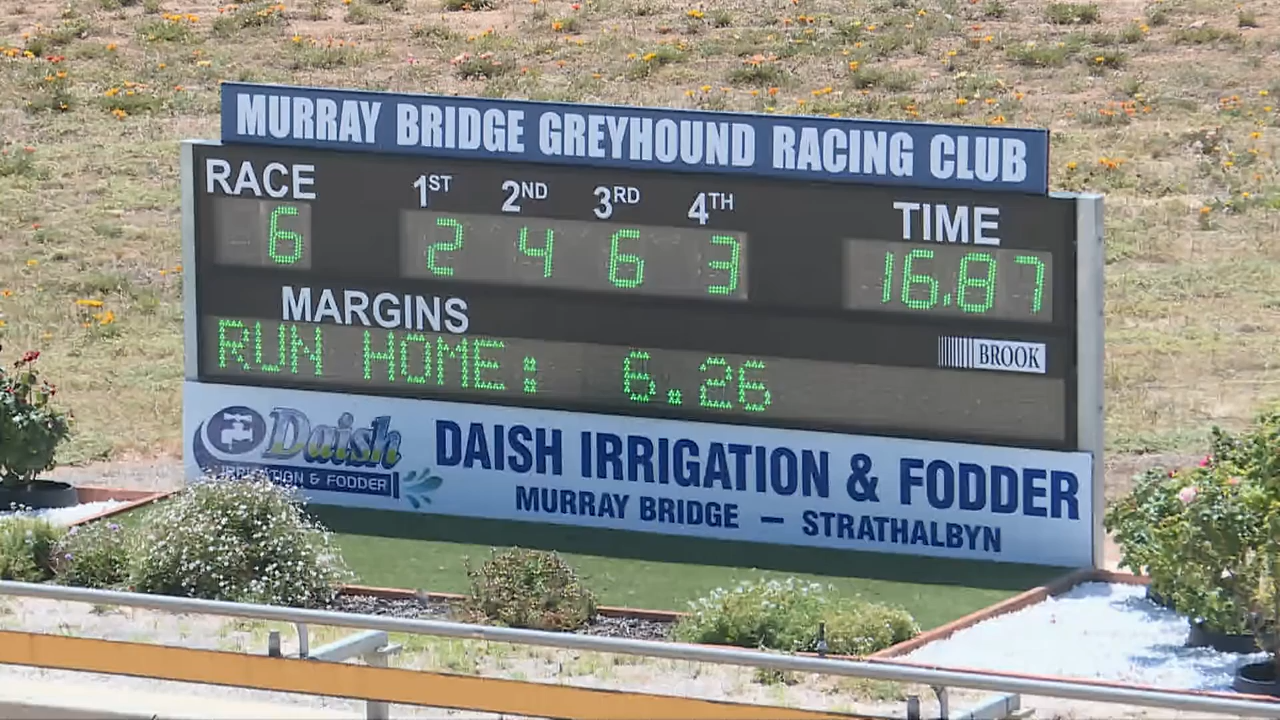 MURRAY BRIDGE GREYHOUND RACING CLUB
RACE 1ST 2ND 3RD 4TH TIME
6 2 4 6 3 16.87
MARGINS
BROOK
RUN HOME: 6.26
Daish
IRRIGATION & FODDER
DAISH IRRIGATION & FODDER
MURRAY BRIDGE – STRATHALBYN